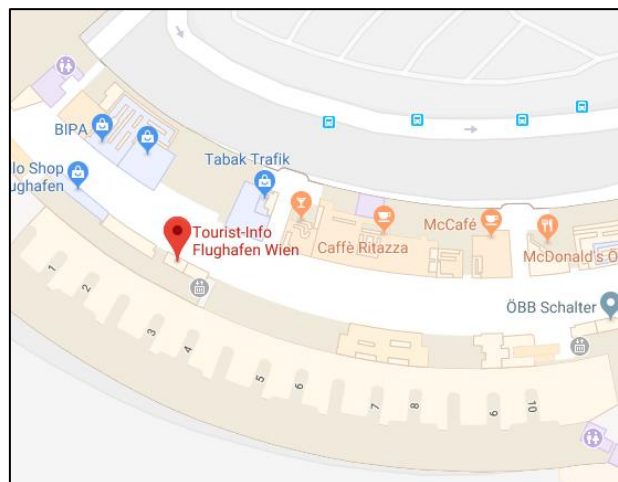 BIPA
Tabak Trafik
lo Shop
ughafen
Tourist-Info
Flughafen Wien
Caffè Ritazza
McCafé
McDonald's Ö
ÖBB Schalter
1
2
3
4
5
6
7
8
9
10